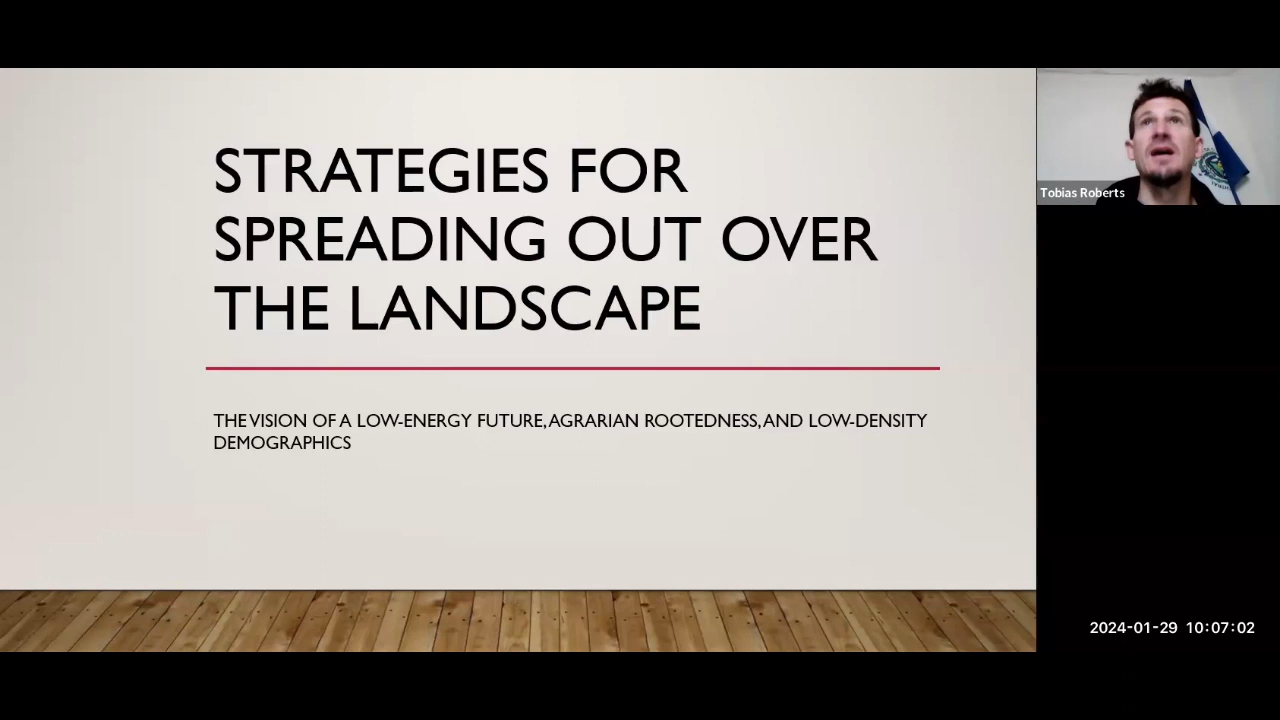 STRATEGIES FOR
SPREADING OUT OVER
THE LANDSCAPE
THE VISION OF A LOW-ENERGY FUTURE, AGRARIAN ROOTEDNESS, AND LOW-DENSITY
DEMOGRAPHICS
Tobias Roberts
2024-01-29 10:07:02